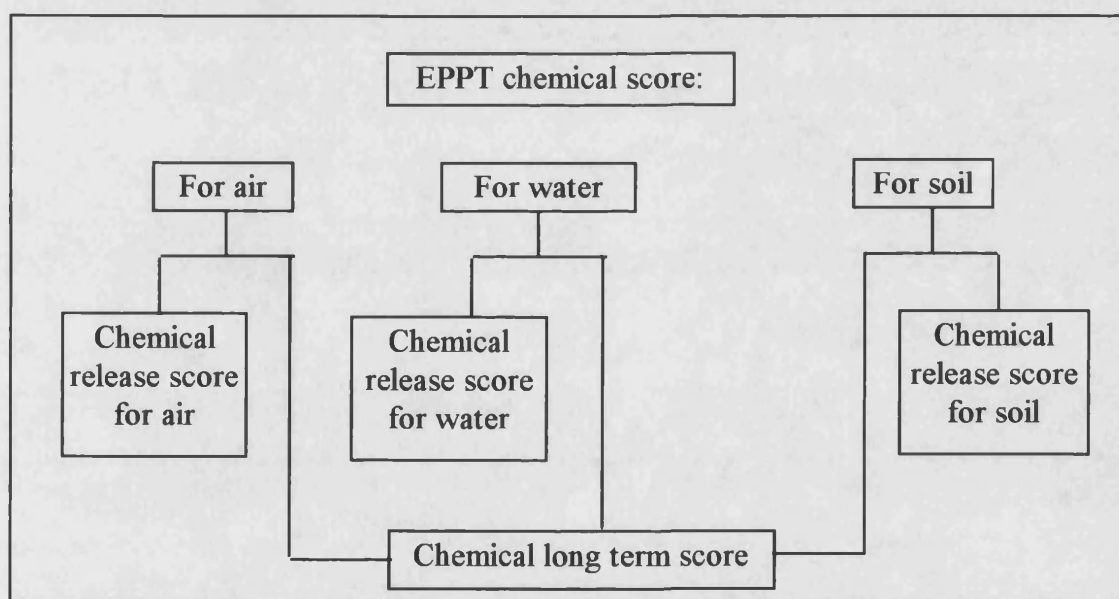 EPPT chemical score:
For air
For water
For soil
Chemical
release score
for air
Chemical
release score
for water
Chemical
release score
for soil
Chemical long term score